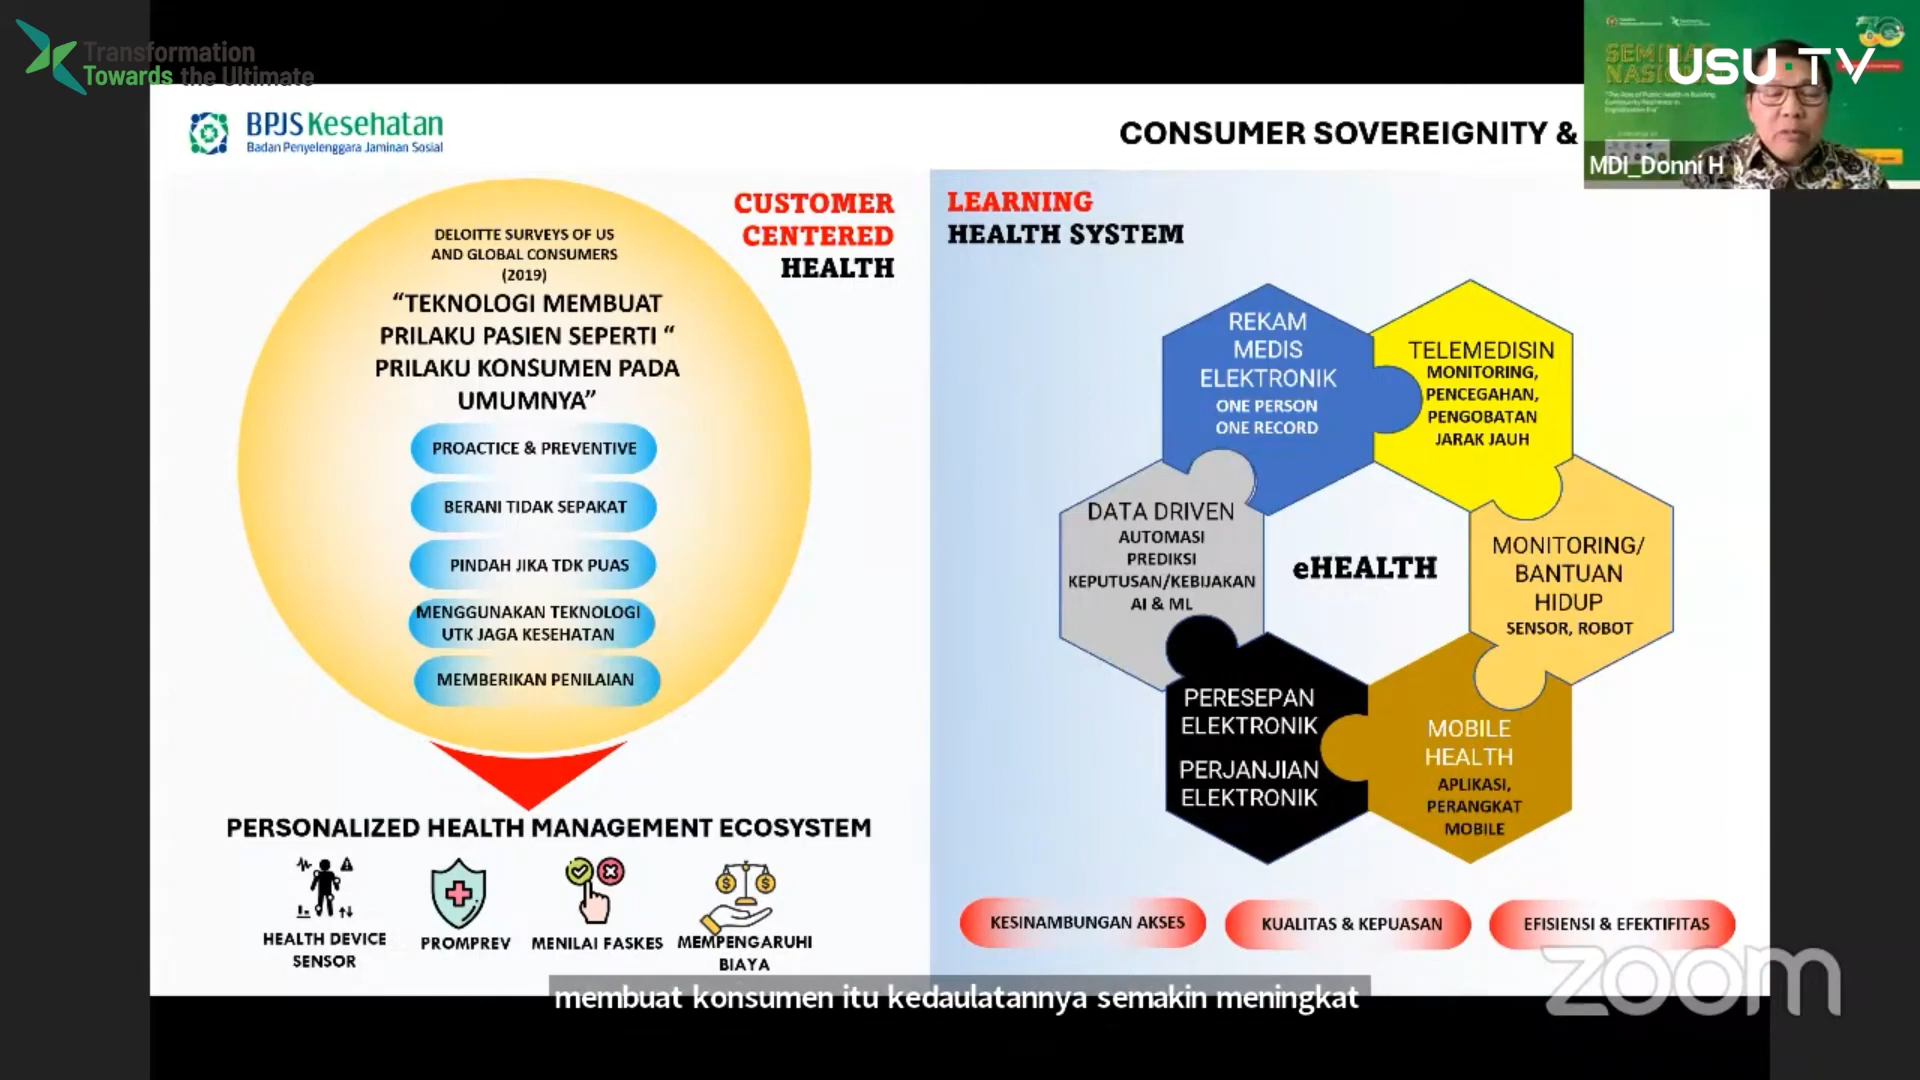 Transformation
Towards the Ultimate
BPJS Kesehatan
Badan Penyelenggara Jaminan Sosial
CONSUMER SOVEREIGNITY &
USU TV
MDI_Donni H
CUSTOMER
CENTERED
HEALTH
DELOITTE SURVEYS OF US
AND GLOBAL CONSUMERS
(2019)
“TEKNOLOGI MEMBUAT
PRILAKU PASIEN SEPERTI “
PRILAKU KONSUMEN PADA
UMUMNYA”
PROACTICE & PREVENTIVE
BERANI TIDAK SEPAKAT
PINDAH JIKA TDK PUAS
MENGGUNAKAN TEKNOLOGI
UTK JAGA KESEHATAN
MEMBERIKAN PENILAIAN
PERSONALIZED HEALTH MANAGEMENT ECOSYSTEM
HEALTH DEVICE
SENSOR
PROMPREV
MENILAI FASKES
MEMPENGARUHI
BIAYA
LEARNING
HEALTH SYSTEM
REKAM
MEDIS
ELEKTRONIK
ONE PERSON
ONE RECORD
TELEMEDISIN
MONITORING,
PENCEGAHAN,
PENGOBATAN
JARAK JAUH
DATA DRIVEN
AUTOMASI
PREDIKSI
KEPUTUSAN/KEBIJAKAN
AI & ML
eHEALTH
MONITORING/
BANTUAN
HIDUP
SENSOR, ROBOT
PERESEPAN
ELEKTRONIK
PERJANJIAN
ELEKTRONIK
MOBILE
HEALTH
APLIKASI,
PERANGKAT
MOBILE
KESINAMBUNGAN AKSES
KUALITAS & KEPUASAN
EFISIENSI & EFEKTIFITAS
zoom
membuat konsumen itu kedaulatannya semakin meningkat